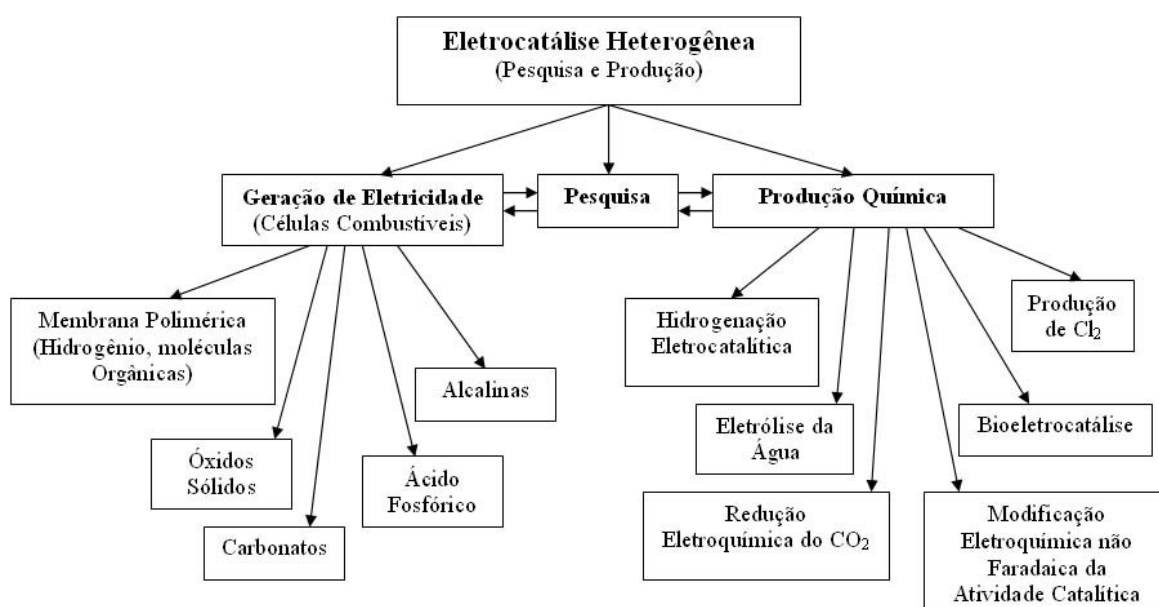 Eletrocatálise Heterogênea
(Pesquisa e Produção)
Geração de Eletricidade
(Células Combustíveis)
Pesquisa
Produção Química
Membrana Polimérica
(Hidrogênio, moléculas
Orgânicas)
Óxidos
Sólidos
Carbonatos
Ácido
Fosfórico
Alcalinas
Hidrogenação
Eletrocatalítica
Eletrólise da
Água
Redução
Eletroquímica do CO₂
Modificação
Eletroquímica não
Faradaica da
Atividade Catalítica
Bioeletrocatálise
Produção
de Cl₂